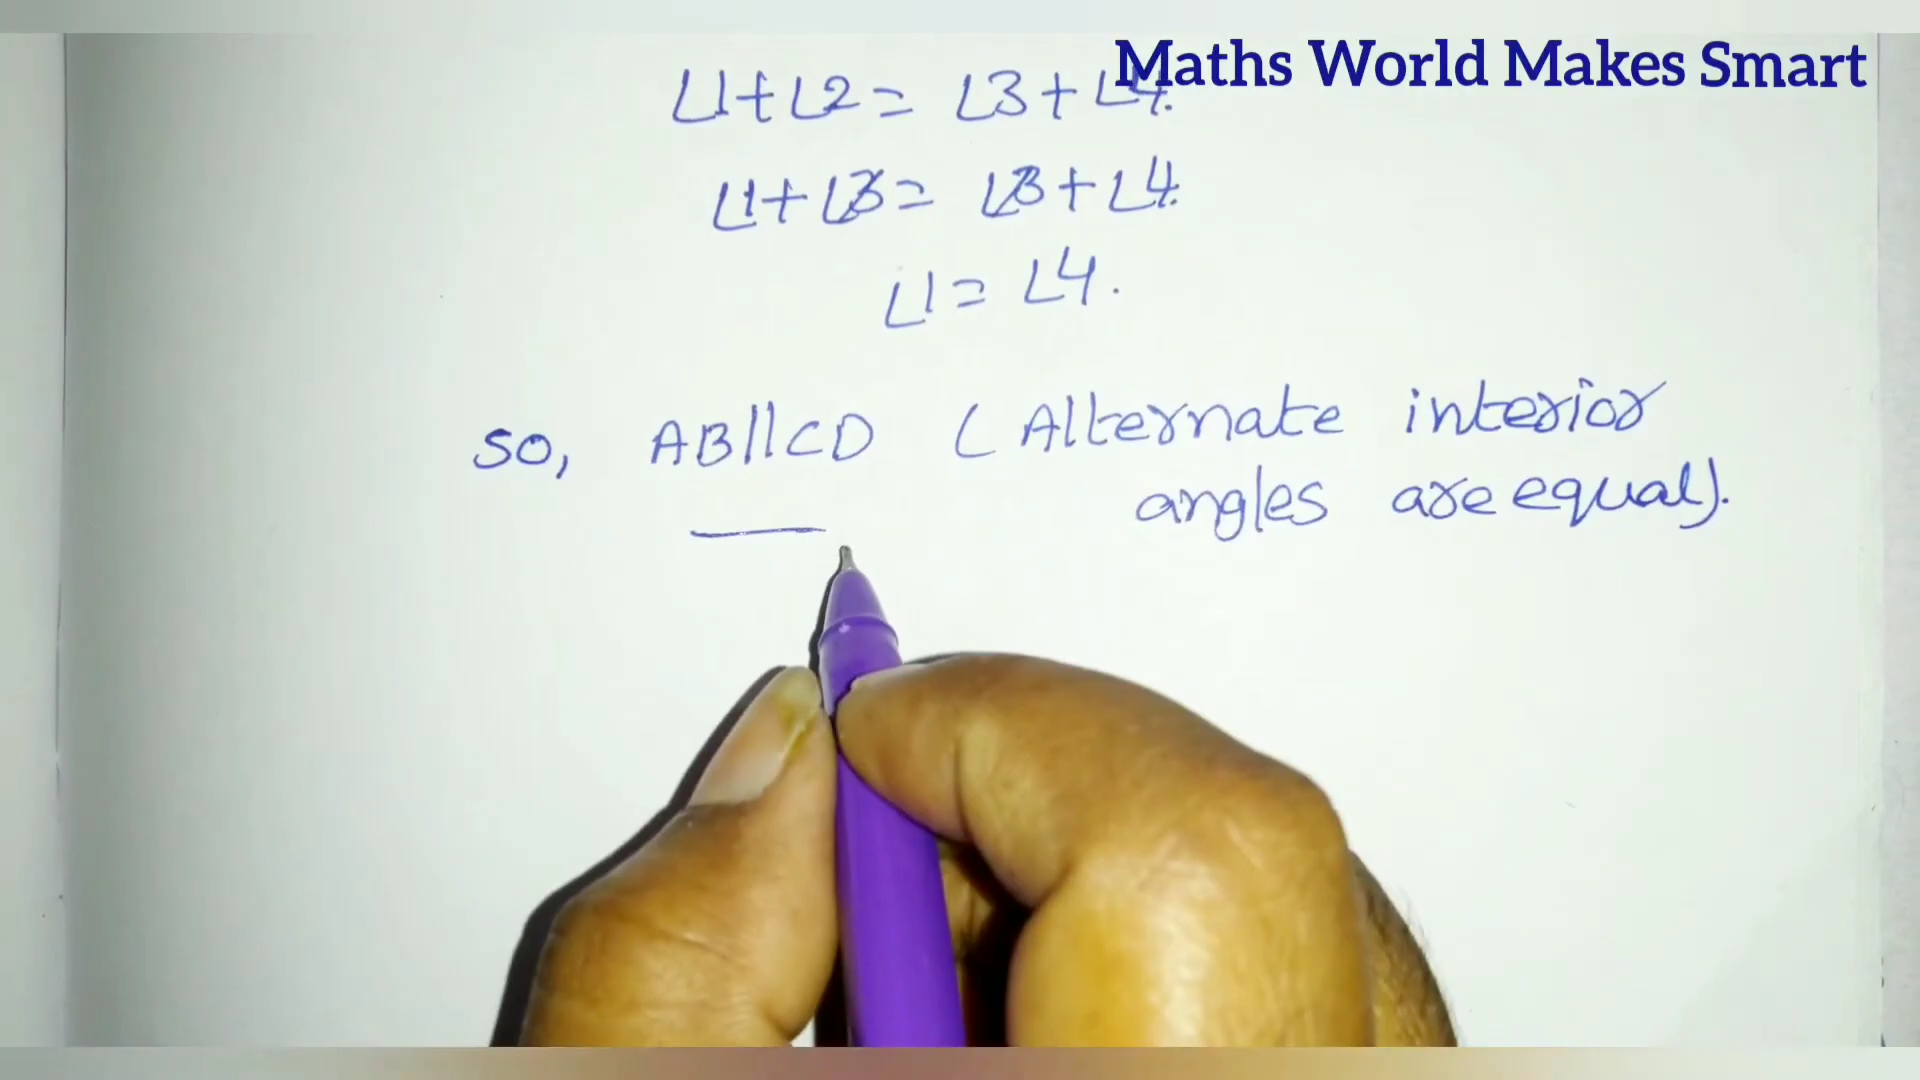 Maths World Makes Smart
∠1+∠2= ∠3+∠4.
∠1+∠3= ∠3+∠4.
∠1= ∠4.
so, AB||CD (Alternate interior
angles are equal).